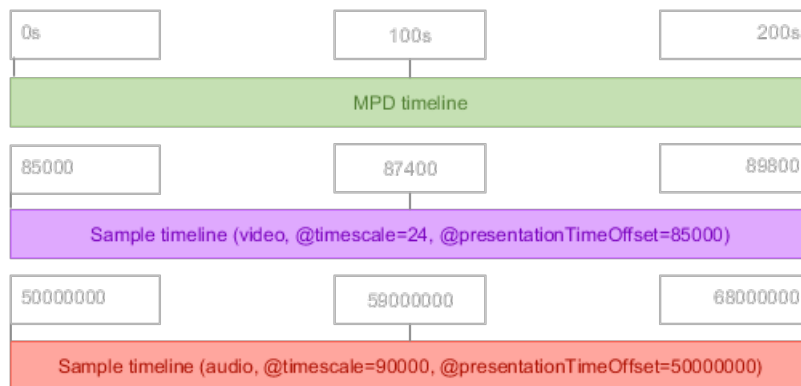 0s
100s
200s
MPD timeline
85000
87400
89800
Sample timeline (video, @timescale=24, @presentationTimeOffset=85000)
50000000
59000000
68000000
Sample timeline (audio, @timescale=90000, @presentationTimeOffset=50000000)